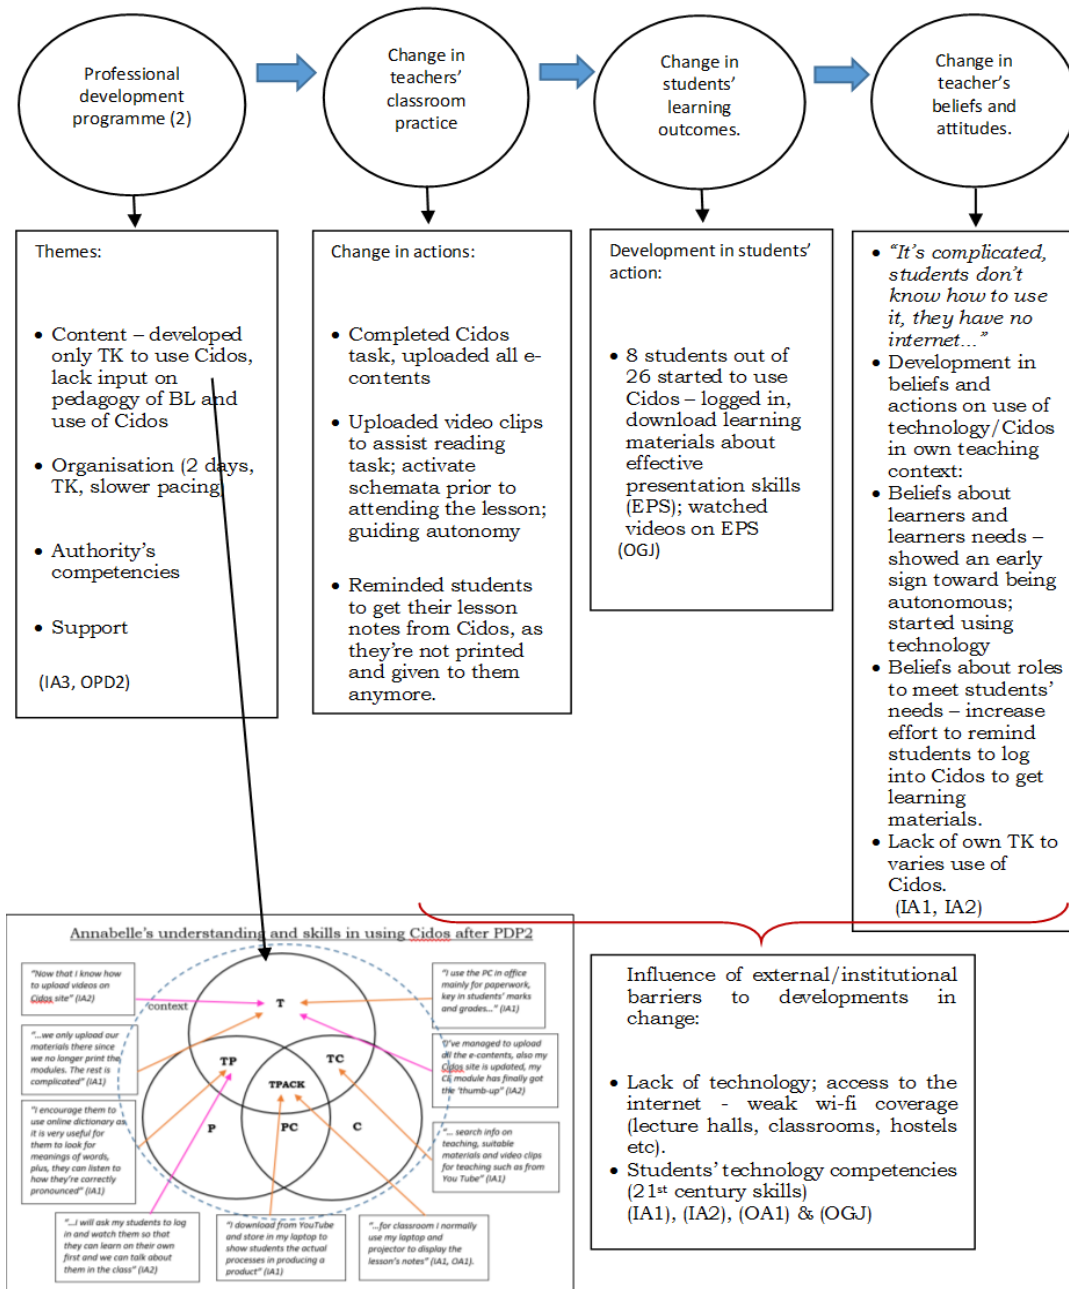 Professional
development
programme (2)
Change in
teachers’
classroom
practice
Change in
students’
learning
outcomes.
Change in
teacher’s
beliefs and
attitudes.
Themes:
• Content – developed
only TK to use Cidos,
lack input on
pedagogy of BL and
use of Cidos
• Organisation (2 days,
TK, slower pacing)
• Authority’s
competencies
• Support
(IA3, OPD2)
Change in actions:
• Completed Cidos
task, uploaded all e-
contents
• Uploaded video clips
to assist reading
task; activate
schemata prior to
attending the lesson;
guiding autonomy
• Reminded students
to get their lesson
notes from Cidos, as
they’re not printed
and given to them
anymore.
Development in students’
action:
• 8 students out of
26 started to use
Cidos – logged in,
download learning
materials about
effective
presentation skills
(EPS); watched
videos on EPS
(OGJ)
• “It’s complicated,
students don’t
know how to use
it, they have no
internet...”
• Development in
beliefs and
actions on use of
technology/Cidos
in own teaching
context:
• Beliefs about
learners and
learners needs –
showed an early
sign toward being
autonomous;
started using
technology
• Beliefs about roles
to meet students’
needs – increase
effort to remind
students to log
into Cidos to get
learning
materials.
• Lack of own TK to
varies use of
Cidos.
(IA1, IA2)
Annabelle’s understanding and skills in using Cidos after PDP2
“Now that I know how
to upload videos on
Cidos site” (IA2)
“...we only upload our
materials there since
we no longer print the
modules. The rest is
complicated” (IA1)
“I encourage them to
use online dictionary as
it is very useful for
them to look for
meanings of words,
plus, they can listen to
how they’re correctly
pronounced” (IA1)
“...I will ask my students to log
in and watch them so that
they can learn on their own
first and we can talk about
them in the class” (IA2)
“I download from YouTube
and store in my laptop to
show students the actual
processes in producing a
product” (IA1)
“...for classroom I normally
use my laptop and
projector to display the
lesson’s notes” (IA1, OA1).
“I use the PC in office
mainly for paperwork,
key in students’ marks
and grades...” (IA1)
“I’ve managed to upload
all the e-contents, also my
Cidos site is updated, my
CLE module has finally got
the ‘thumb-up” (IA2)
“... search info on
teaching, suitable
materials and video clips
for teaching such as from
You Tube” (IA1)
context
T
TP
TC
TPACK
P
PC
C
Influence of external/institutional
barriers to developments in
change:
• Lack of technology; access to the
internet - weak wi-fi coverage
(lecture halls, classrooms, hostels
etc).
• Students’ technology competencies
(21st century skills)
(IA1), (IA2), (OA1) & (OGJ)